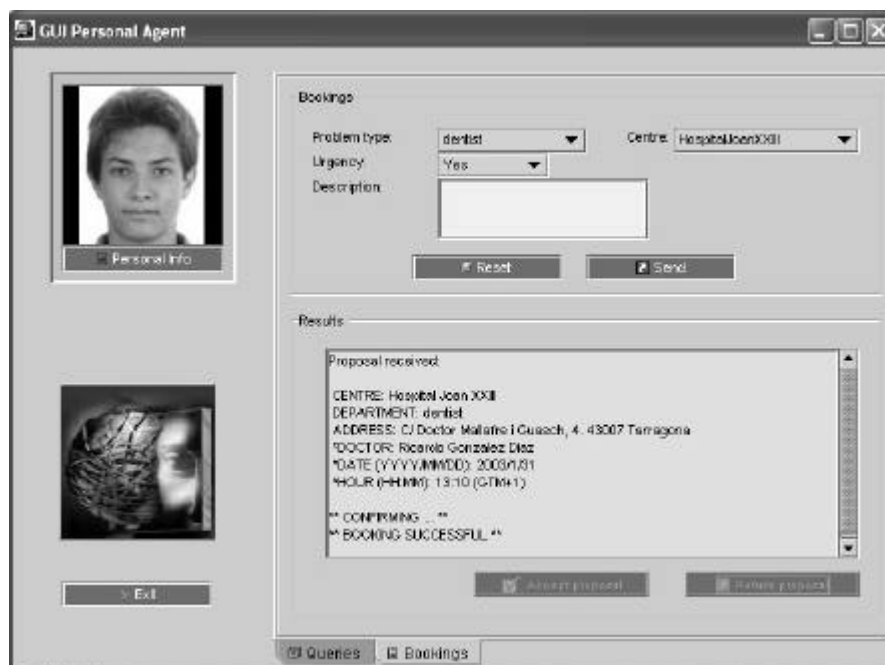 GUI Personal Agent
Bookings
Problem type: dentist Centre: HospitalJoanXXIII
Urgency: Yes
Description:
Personal Info
Reset Send
Results
Proposal received:
CENTRE: Hospital Joan XXIII
DEPARTMENT: dentist
ADDRESS: C/ Doctor Mallafre i Guasch, 4. 43007 Tarragona
*DOCTOR: Ricardo Gonzalez Diaz
*DATE (YYYY/MM/DD): 2003/1/31
*HOUR (HH:MM): 13:10 (GTM+1)
** CONFIRMING ... **
** BOOKING SUCCESSFUL **
Accept proposal
Exit
Queries Bookings